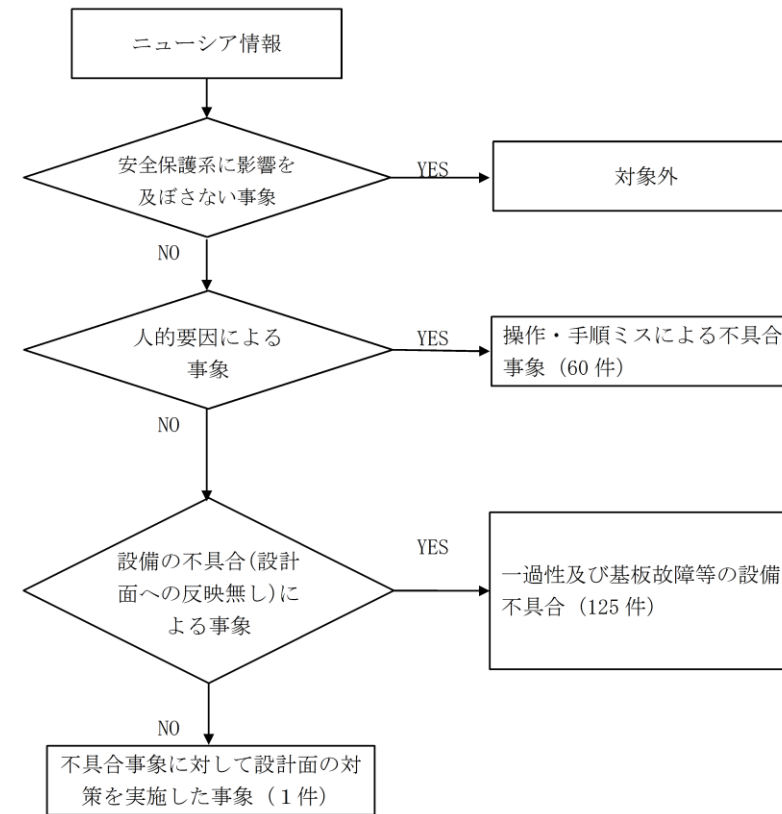 ニューシア情報
安全保護系に影響を
及ぼさない事象
YES
対象外
NO
人的要因による
事象
YES
操作・手順ミスによる不具合
事象（60 件）
NO
設備の不具合(設計
面への反映無し)に
よる事象
YES
一過性及び基板故障等の設備
不具合（125 件）
NO
不具合事象に対して設計面の対
策を実施した事象（１件）